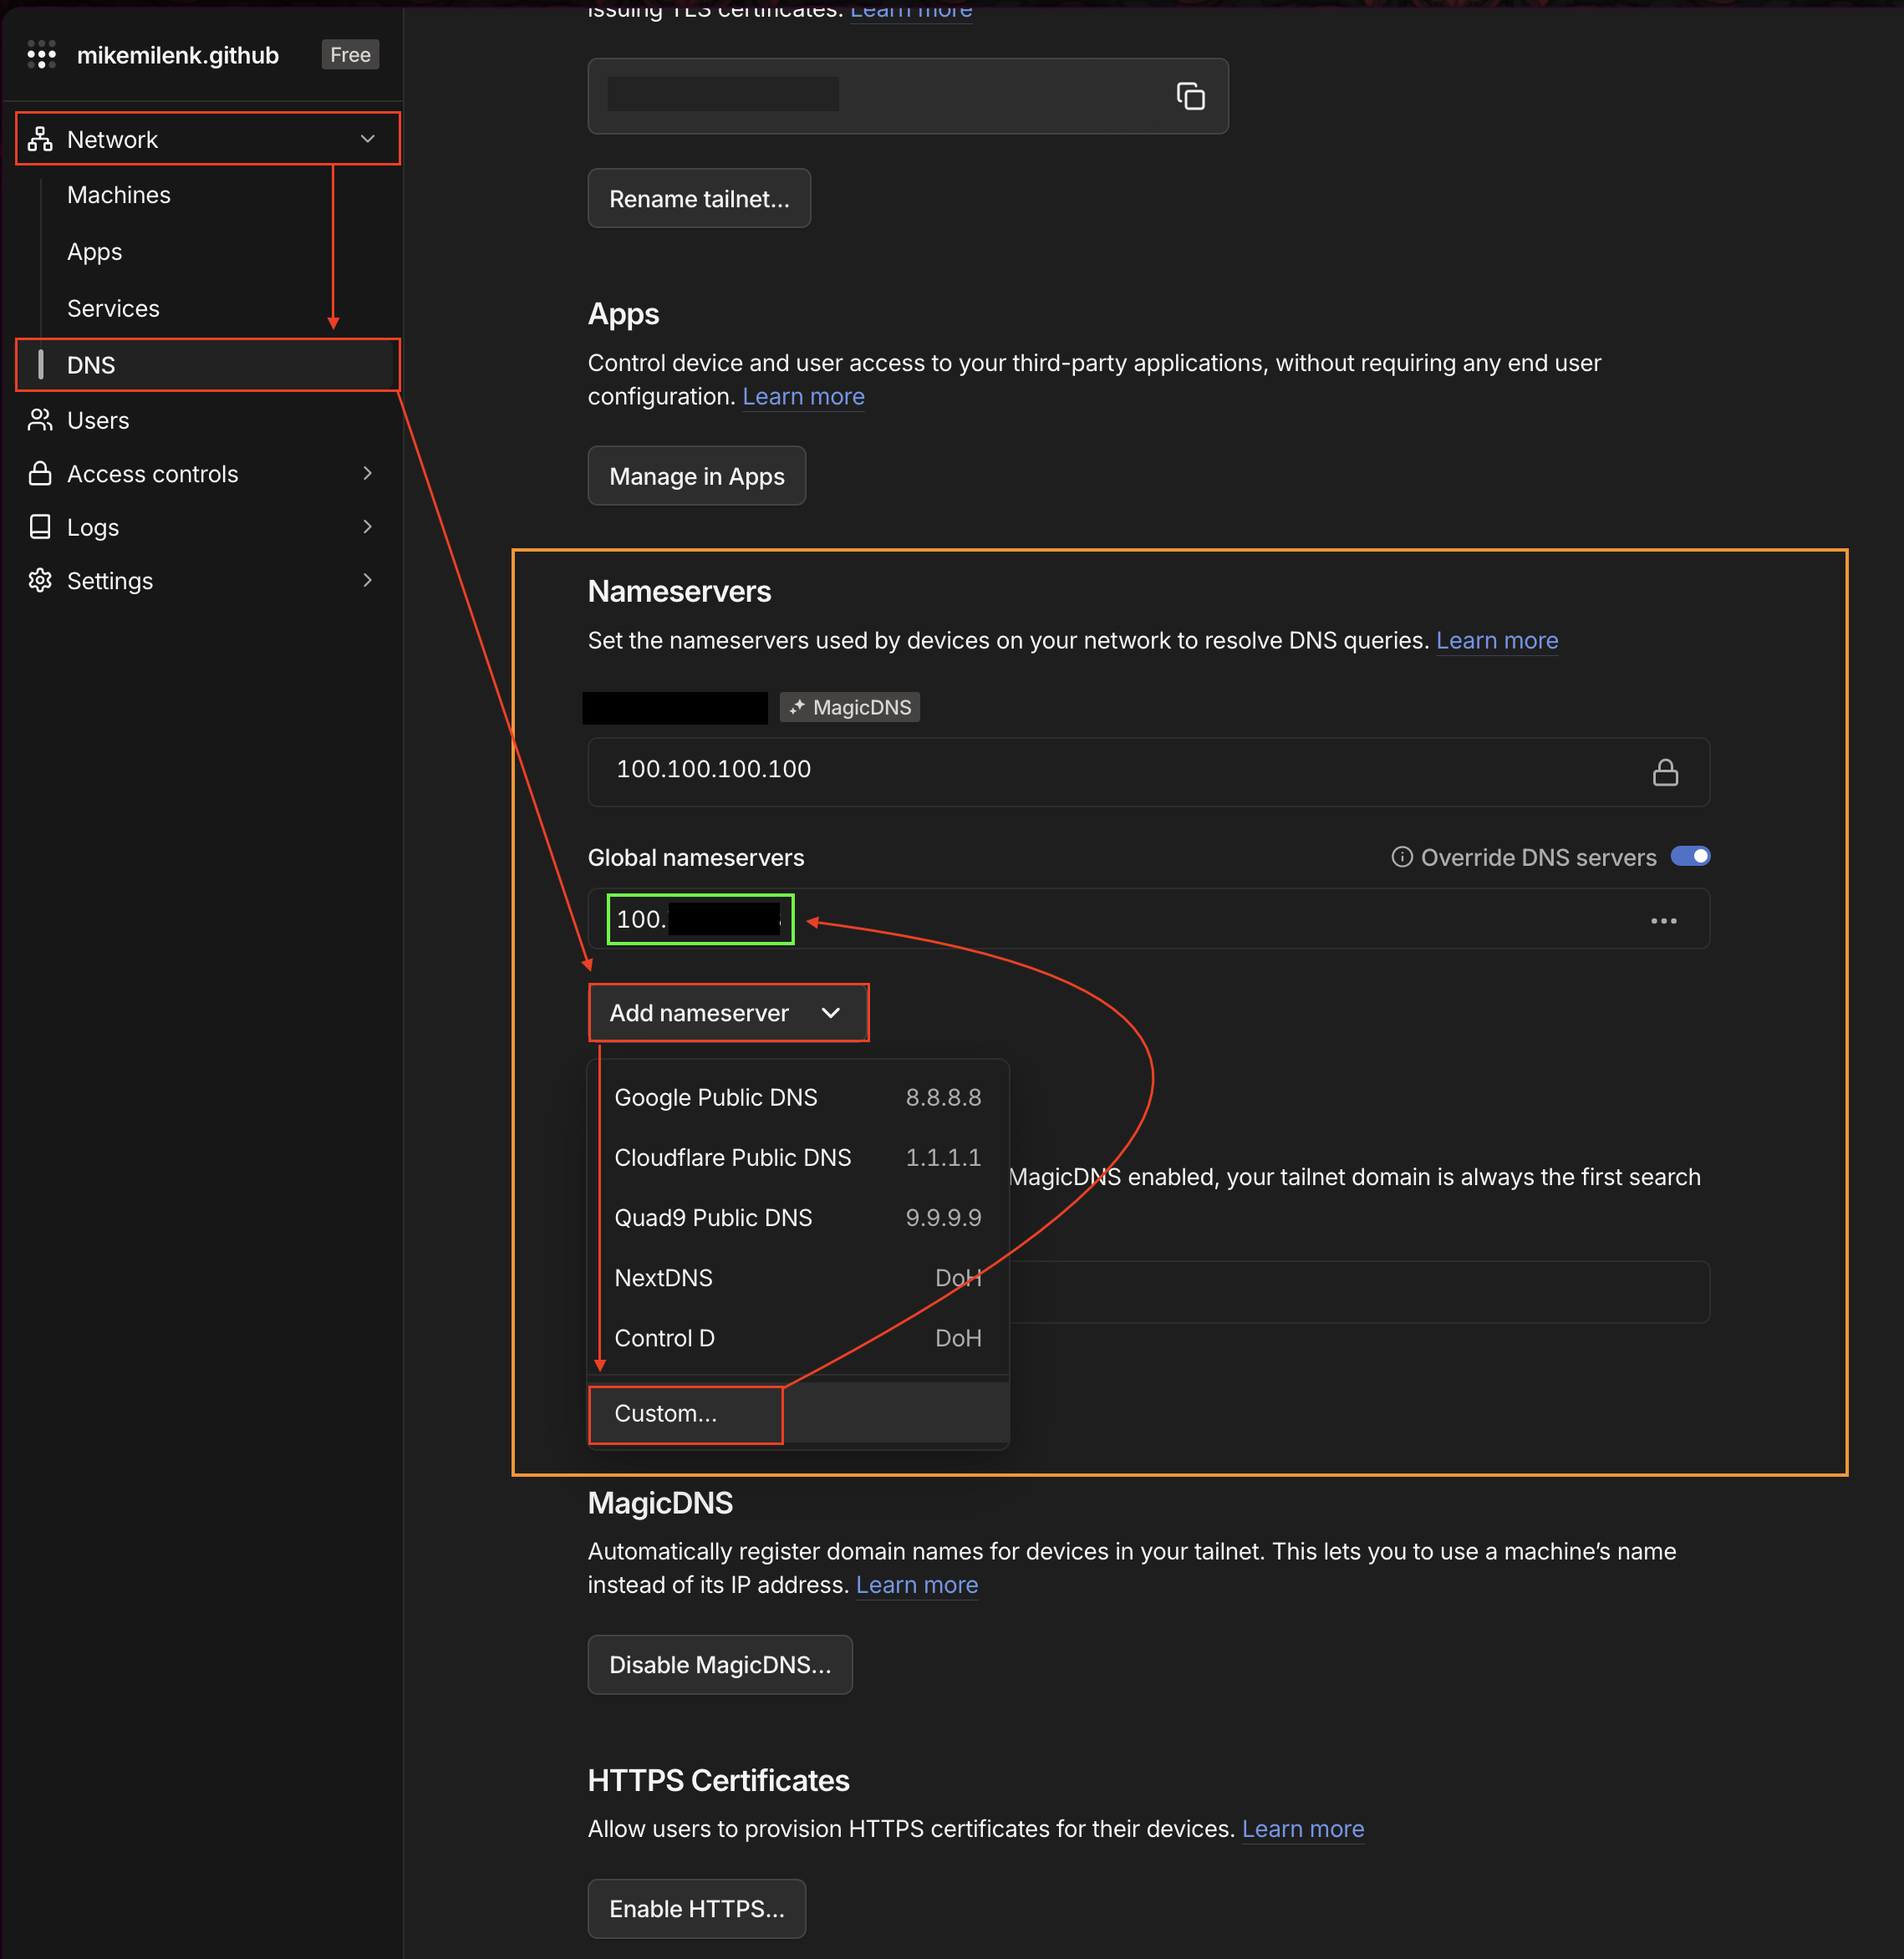 issuing TLS certificates. Learn more
mikemilenk.github
Free
Network
Machines
Apps
Services
DNS
Users
Access controls
Logs
Settings
Rename tailnet...
Apps
Control device and user access to your third-party applications, without requiring any end user
configuration. Learn more
Manage in Apps
Nameservers
Set the nameservers used by devices on your network to resolve DNS queries. Learn more
MagicDNS
100.100.100.100
Global nameservers
Override DNS servers
100.
Add nameserver
Google Public DNS 8.8.8.8
Cloudflare Public DNS 1.1.1.1
MagicDNS enabled, your tailnet domain is always the first search
Quad9 Public DNS 9.9.9.9
NextDNS DoH
Control D DoH
Custom...
MagicDNS
Automatically register domain names for devices in your tailnet. This lets you to use a machine’s name
instead of its IP address. Learn more
Disable MagicDNS...
HTTPS Certificates
Allow users to provision HTTPS certificates for their devices. Learn more
Enable HTTPS...